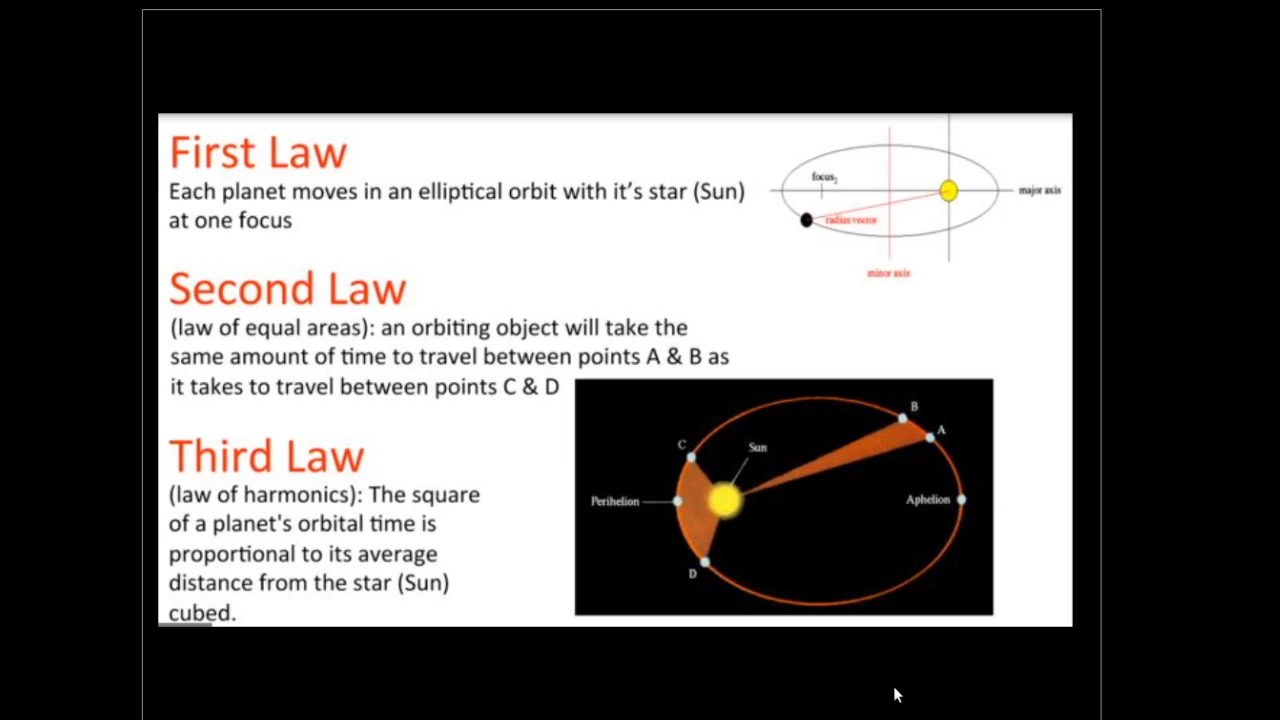 First Law
Each planet moves in an elliptical orbit with it's star (Sun)
at one focus
focus2
major axis
radius vector
minor axis
Second Law
(law of equal areas): an orbiting object will take the
same amount of time to travel between points A & B as
it takes to travel between points C & D
Third Law
(law of harmonics): The square
of a planet's orbital time is
proportional to its average
distance from the star (Sun)
cubed.
B
A
C
Sun
Perihelion
Aphelion
D